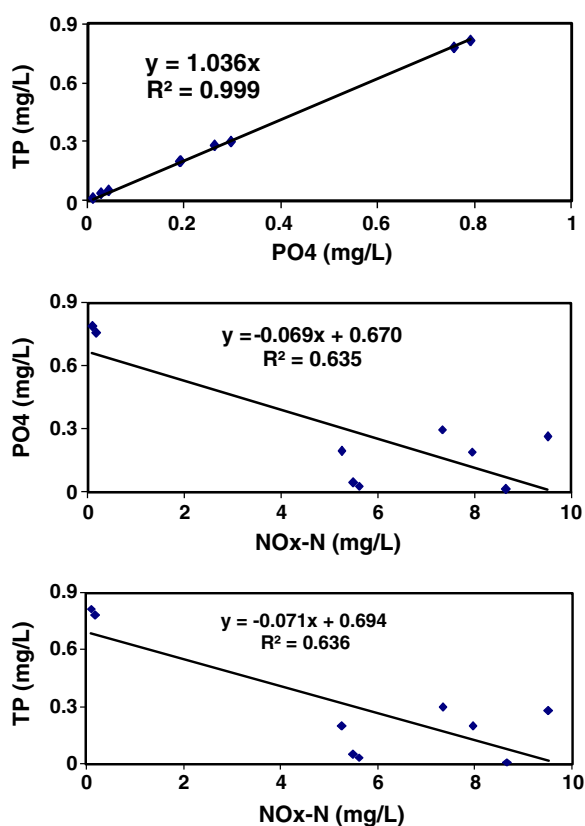 0.9
0.6
0.3
0
TP (mg/L)
y = 1.036x
R² = 0.999
0 0.2 0.4 0.6 0.8 1
PO4 (mg/L)
0.9
0.6
0.3
0
PO4 (mg/L)
y =-0.069x + 0.670
R² = 0.635
0 2 4 6 8 10
NOx-N (mg/L)
0.9
0.6
0.3
0
TP (mg/L)
y = -0.071x + 0.694
R² = 0.636
0 2 4 6 8 10
NOx-N (mg/L)